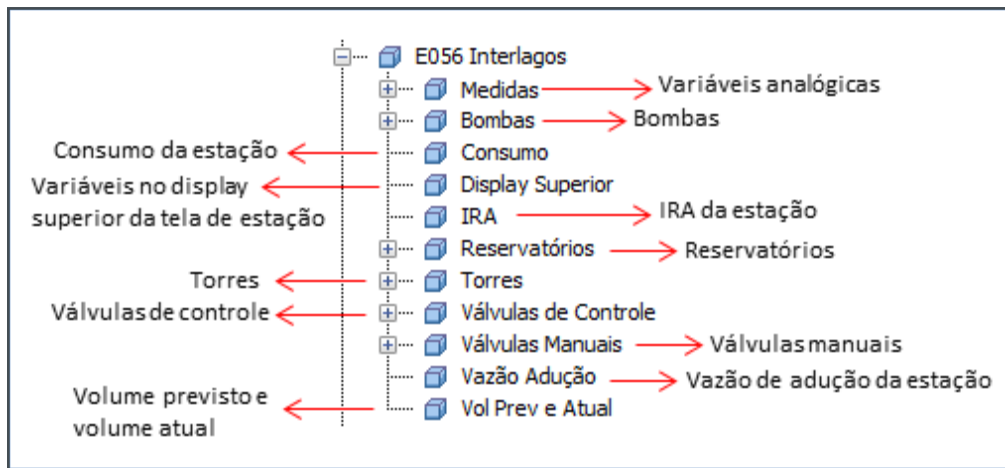 E056 Interlagos
Medidas
Variáveis analógicas
Bombas
Bombas
Consumo da estação
Consumo
Variáveis no display
superior da tela de estação
Display Superior
IRA
IRA da estação
Reservatórios
Reservatórios
Torres
Torres
Válvulas de controle
Válvulas de Controle
Válvulas Manuais
Válvulas manuais
Vazão Adução
Vazão de adução da estação
Volume previsto e
volume atual
Vol Prev e Atual